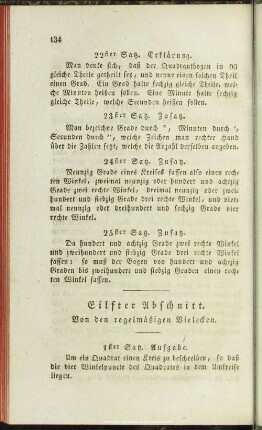 134
22ster Satz. Erklärung.
Man denke sich, daß der Quadrantbogen in 90
gleiche Theile getheilt sey, und nenne einen solchen Theil
einen Grad. Ein Grad halte sechzig gleiche Theile, wel-
che Minuten heißen sollen. Eine Minute halte sechzig
gleiche Theile, welche Secunden heißen sollen.
23ster Satz. Zusatz.
Man bezeichne Grade durch °, Minuten durch ',
Secunden durch ", welche Zeichen man rechter Hand
über die Zahlen setzt, welche die Anzahl derselben angeben.
24ster Satz. Zusatz.
Neunzig Grade eines Kreises fassen also einen rech-
ten Winkel, zweimal neunzig oder hundert und achtzig
Grade zwei rechte Winkel, dreimal neunzig oder zwei-
hundert und siebzig Grade drei rechte Winkel, und vier-
mal neunzig oder dreihundert und sechzig Grade vier
rechte Winkel.
25ster Satz. Zusatz.
Da hundert und achtzig Grade zwei rechte Winkel
und zweihundert und siebzig Grade drei rechte Winkel
fassen: so muß der Bogen von hundert und achtzig
Graden bis zweihundert und siebzig Graden einen rech-
ten Winkel fassen.
Eilfter Abschnitt.
Von den regelmäßigen Vielecken.
1ster Satz. Aufgabe.
Um ein Quadrat einen Kreis zu beschreiben, so daß
die vier Winkelpuncte des Quadrates in dem Umkreise
liegen.